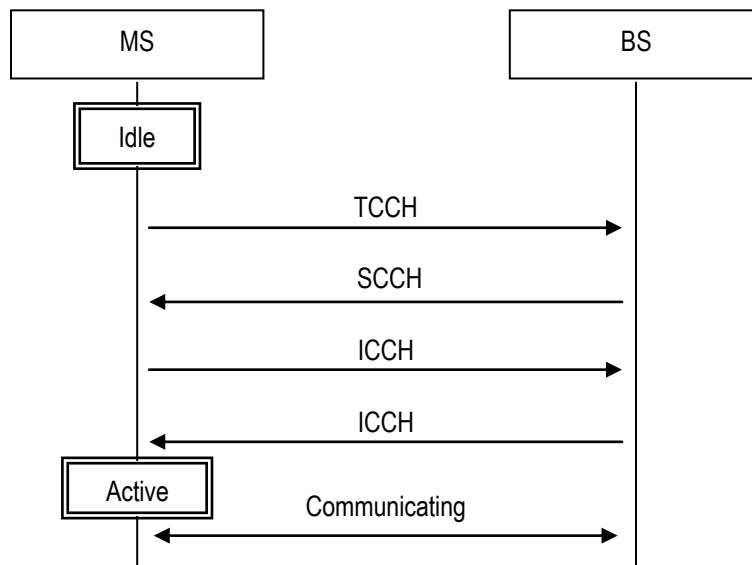 MS
BS
Idle
TCCH
SCCH
ICCH
ICCH
Active
Communicating